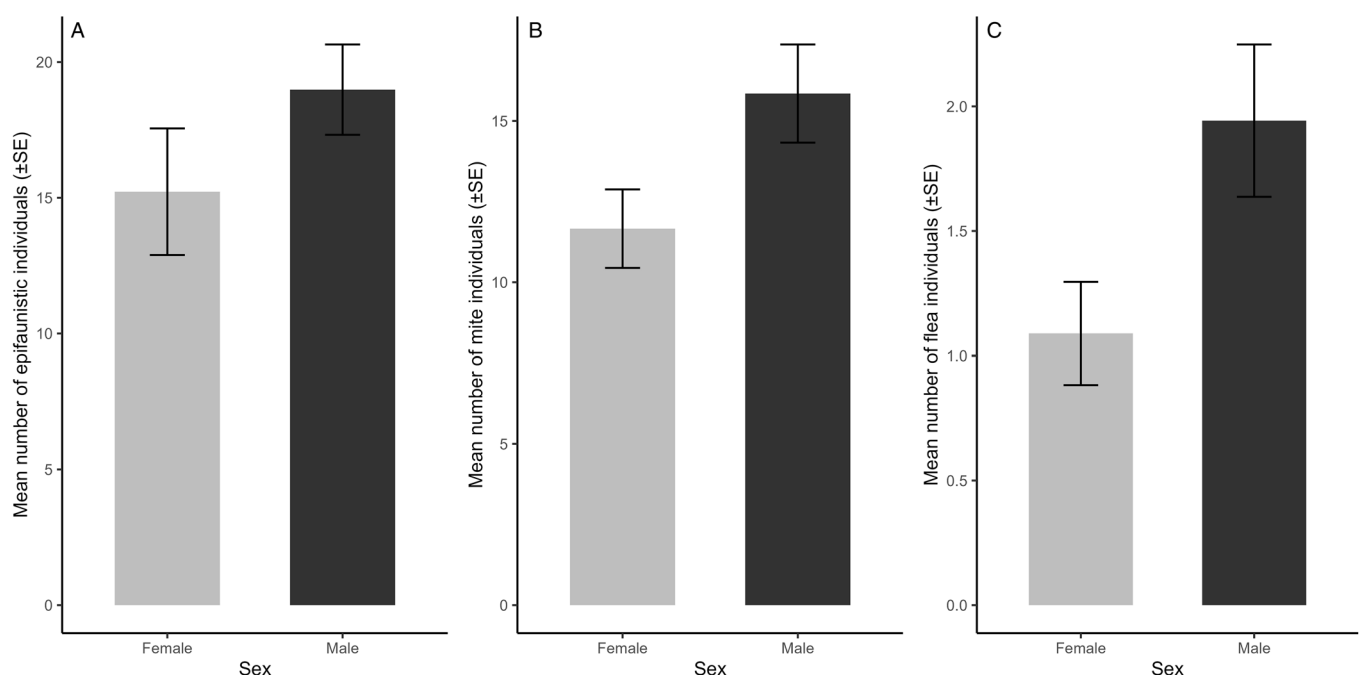 A
Mean number of epifaunistic individuals (±SE)
20
15
10
5
0
Female
Male
Sex
B
Mean number of mite individuals (±SE)
15
10
5
0
Female
Male
Sex
C
Mean number of flea individuals (±SE)
2.0
1.5
1.0
0.5
0.0
Female
Male
Sex